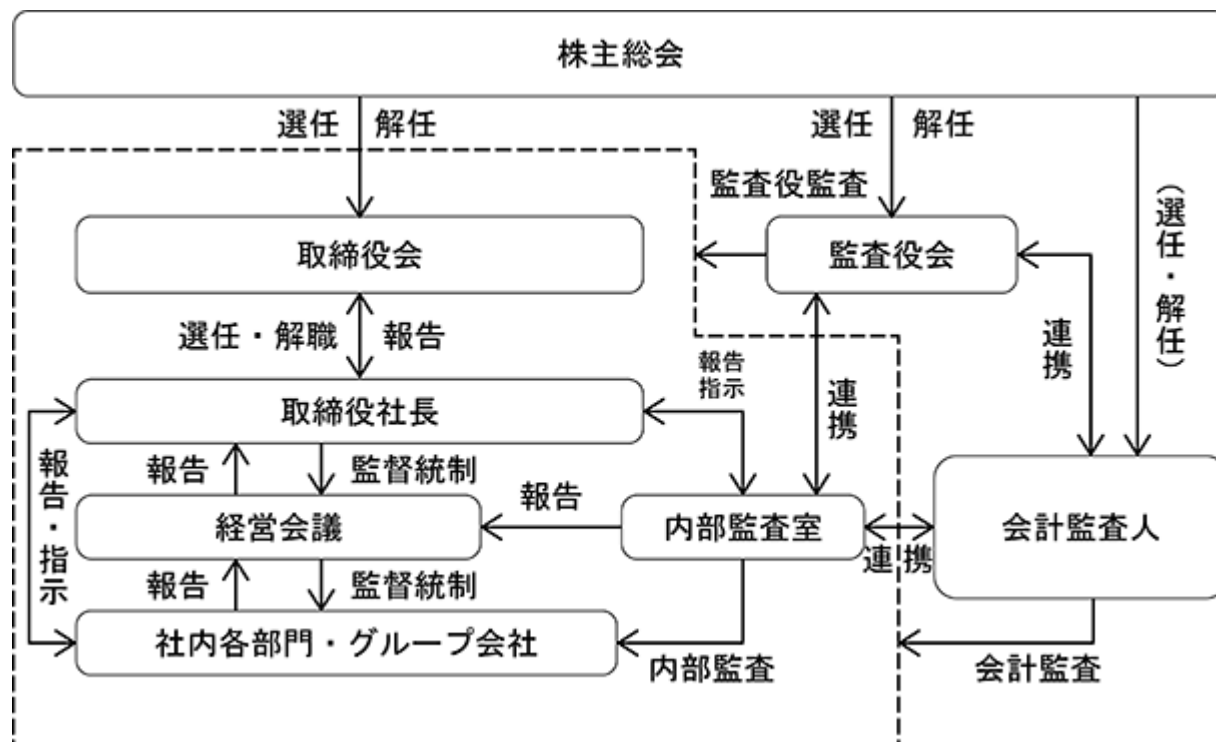 株主総会
選任 解任
選任 解任
(選任・解任)
監査役監査
取締役会
監査役会
選任・解職 報告
報告
指示
連携
連携
取締役社長
報告・指示
報告 監督統制
報告
経営会議
内部監査室
連携
会計監査人
報告 監督統制
社内各部門・グループ会社
内部監査
会計監査